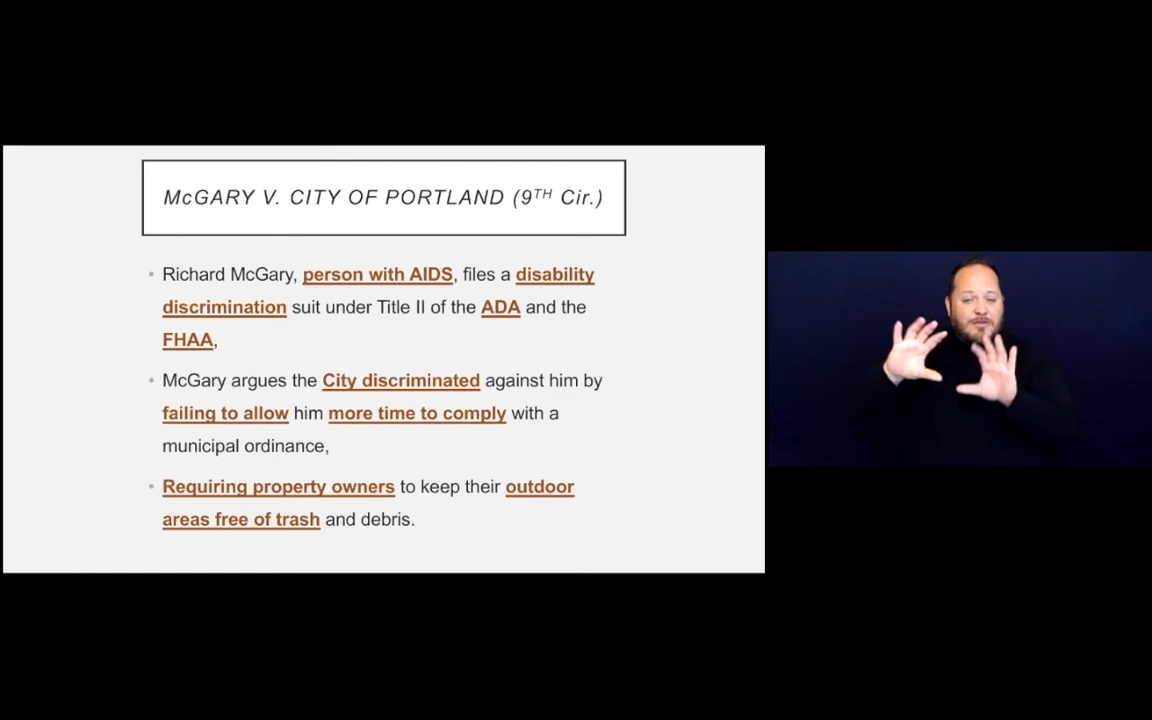 McGARY V. CITY OF PORTLAND (9TH Cir.)
• Richard McGary, person with AIDS, files a disability
discrimination suit under Title II of the ADA and the
FHAA,
• McGary argues the City discriminated against him by
failing to allow him more time to comply with a
municipal ordinance,
• Requiring property owners to keep their outdoor
areas free of trash and debris.